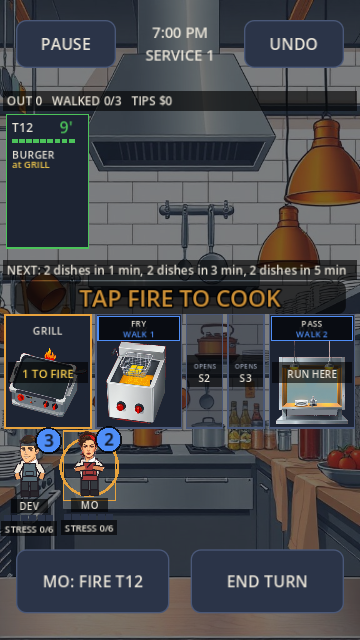 PAUSE
7:00 PM
SERVICE 1
UNDO
OUT 0 WALKED 0/3 TIPS $0
T12 9'
BURGER
at GRILL
NEXT: 2 dishes in 1 min, 2 dishes in 3 min, 2 dishes in 5 min
TAP FIRE TO COOK
GRILL
1 TO FIRE
FRY
WALK 1
OPENS
S2
OPENS
S3
PASS
WALK 2
RUN HERE
3
2
DEV
MO
STRESS 0/6
STRESS 0/6
MO: FIRE T12
END TURN